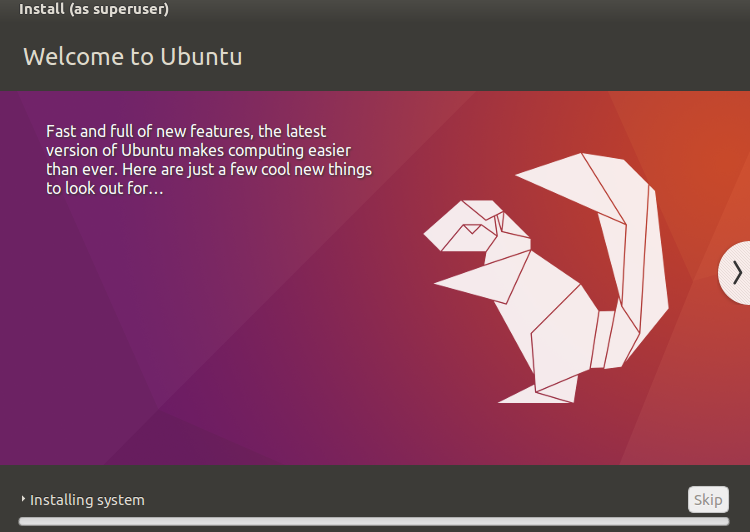 Install (as superuser)
Welcome to Ubuntu
Fast and full of new features, the latest
version of Ubuntu makes computing easier
than ever. Here are just a few cool new things
to look out for…
Installing system
Skip